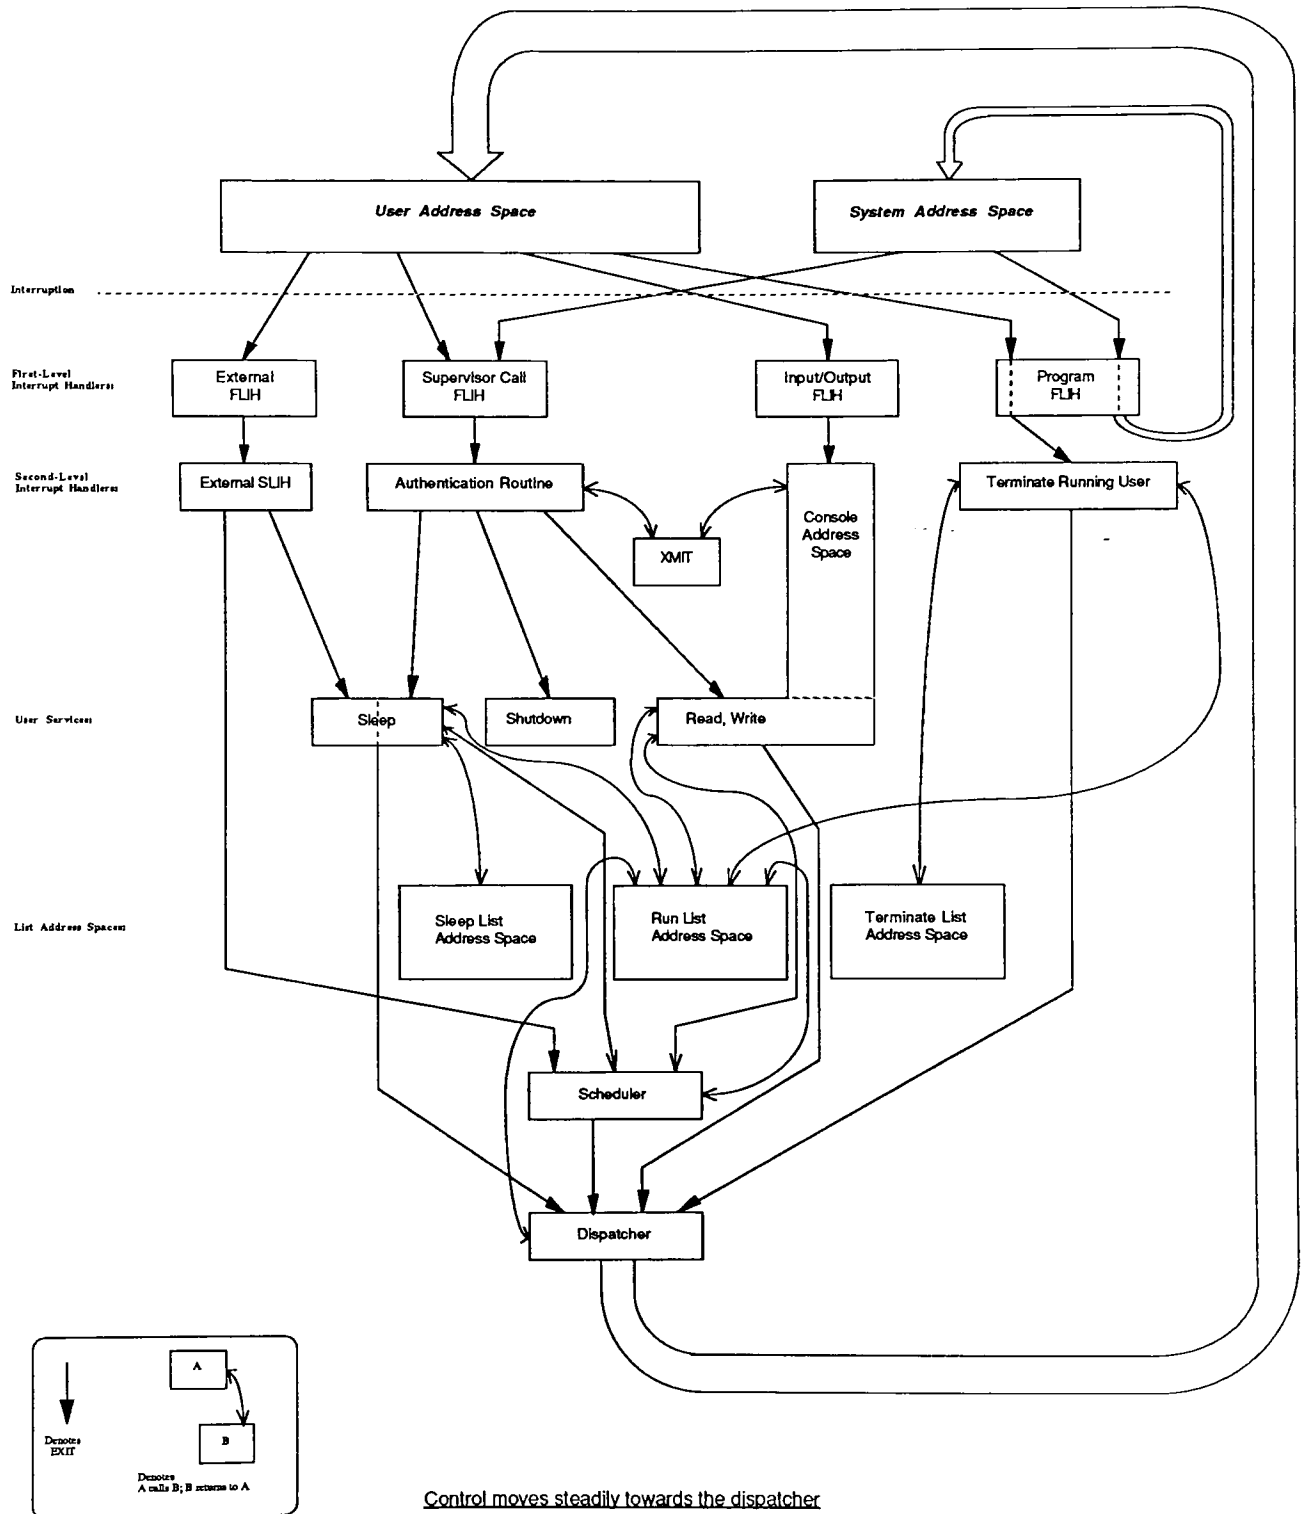 User Address Space
System Address Space
Interruption
First-Level
Interrupt Handlers:
External
FLIH
Supervisor Call
FLIH
Input/Output
FLIH
Program
FLIH
Second-Level
Interrupt Handlers:
External SLIH
Authentication Routine
Terminate Running User
Console
Address
Space
XMIT
User Services:
Sleep
Shutdown
Read, Write
List Address Spaces:
Sleep List
Address Space
Run List
Address Space
Terminate List
Address Space
Scheduler
Dispatcher
A
B
Denotes
EXIT
Denotes
A calls B; B returns to A
Control moves steadily towards the dispatcher